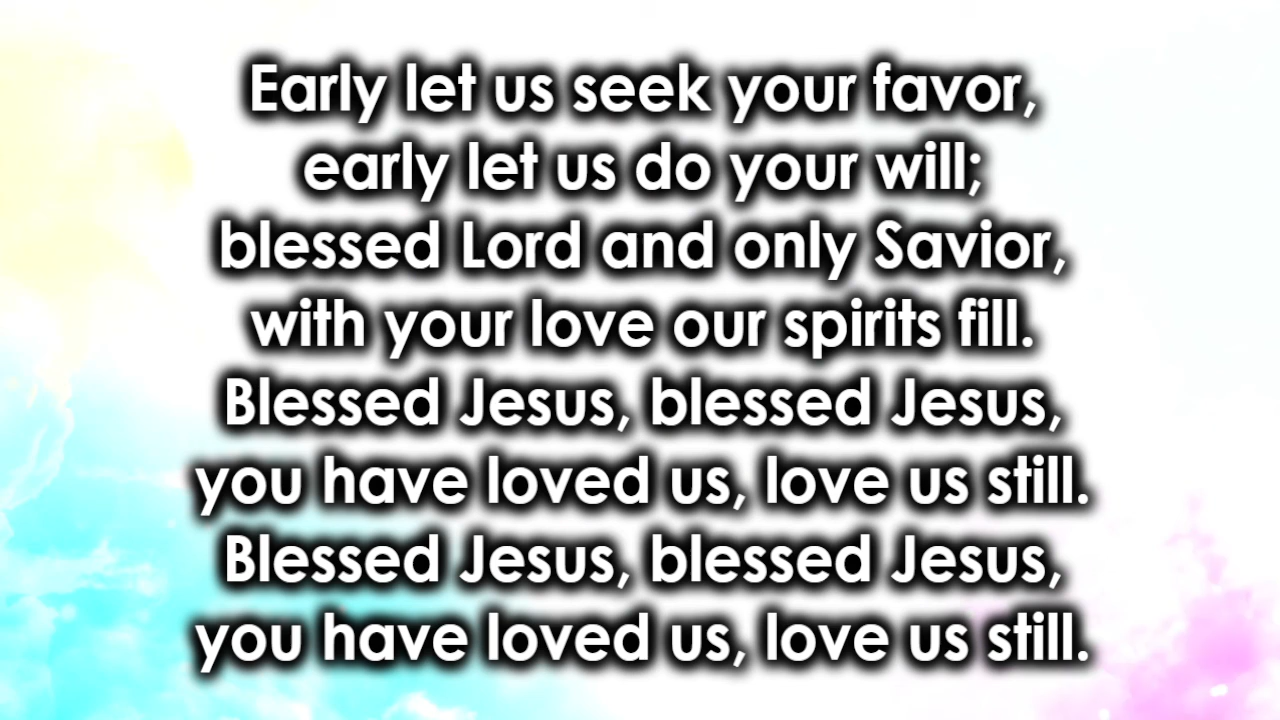 Early let us seek your favor,
early let us do your will;
blessed Lord and only Savior,
with your love our spirits fill.
Blessed Jesus, blessed Jesus,
you have loved us, love us still.
Blessed Jesus, blessed Jesus,
you have loved us, love us still.